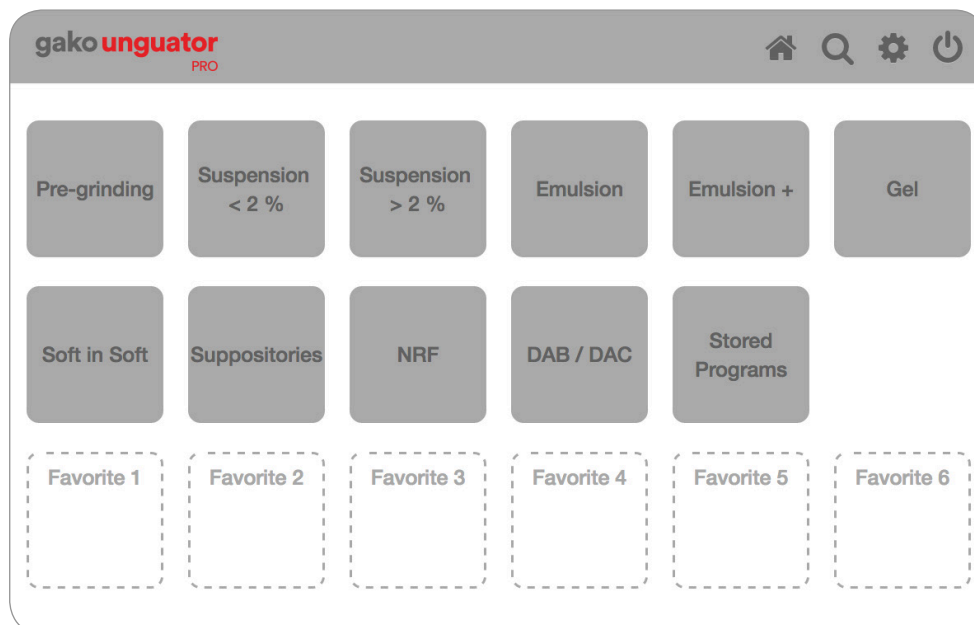 gako unguator
PRO
Pre-grinding
Suspension
< 2 %
Suspension
> 2 %
Emulsion
Emulsion +
Gel
Soft in Soft
Suppositories
NRF
DAB / DAC
Stored
Programs
Favorite 1
Favorite 2
Favorite 3
Favorite 4
Favorite 5
Favorite 6